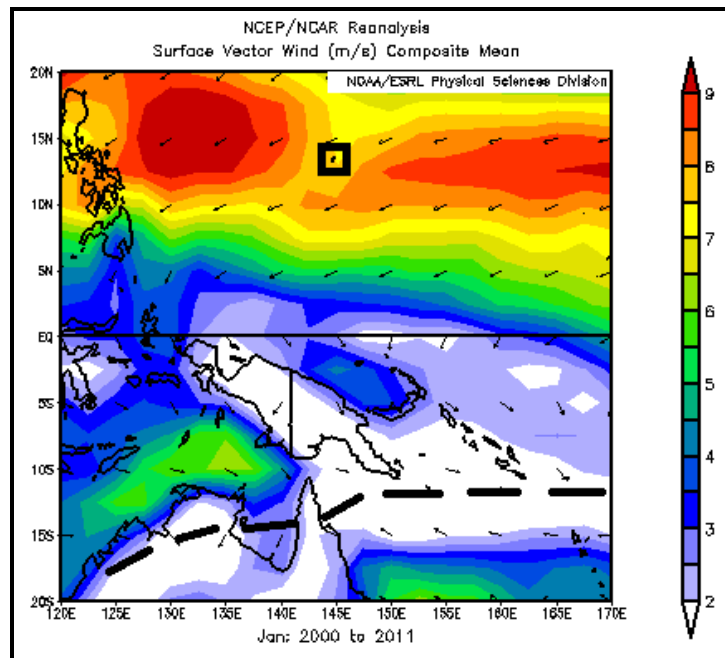 NCEP/NCAR Reanalysis
Surface Vector Wind (m/s) Composite Mean
NOAA/ESRL Physical Sciences Division
20N
15N
10N
5N
EQ
5S
10S
15S
20S
120E 125E 130E 135E 140E 145E 150E 155E 160E 165E 170E
Jan: 2000 to 2011
9
8
7
6
5
4
3
2